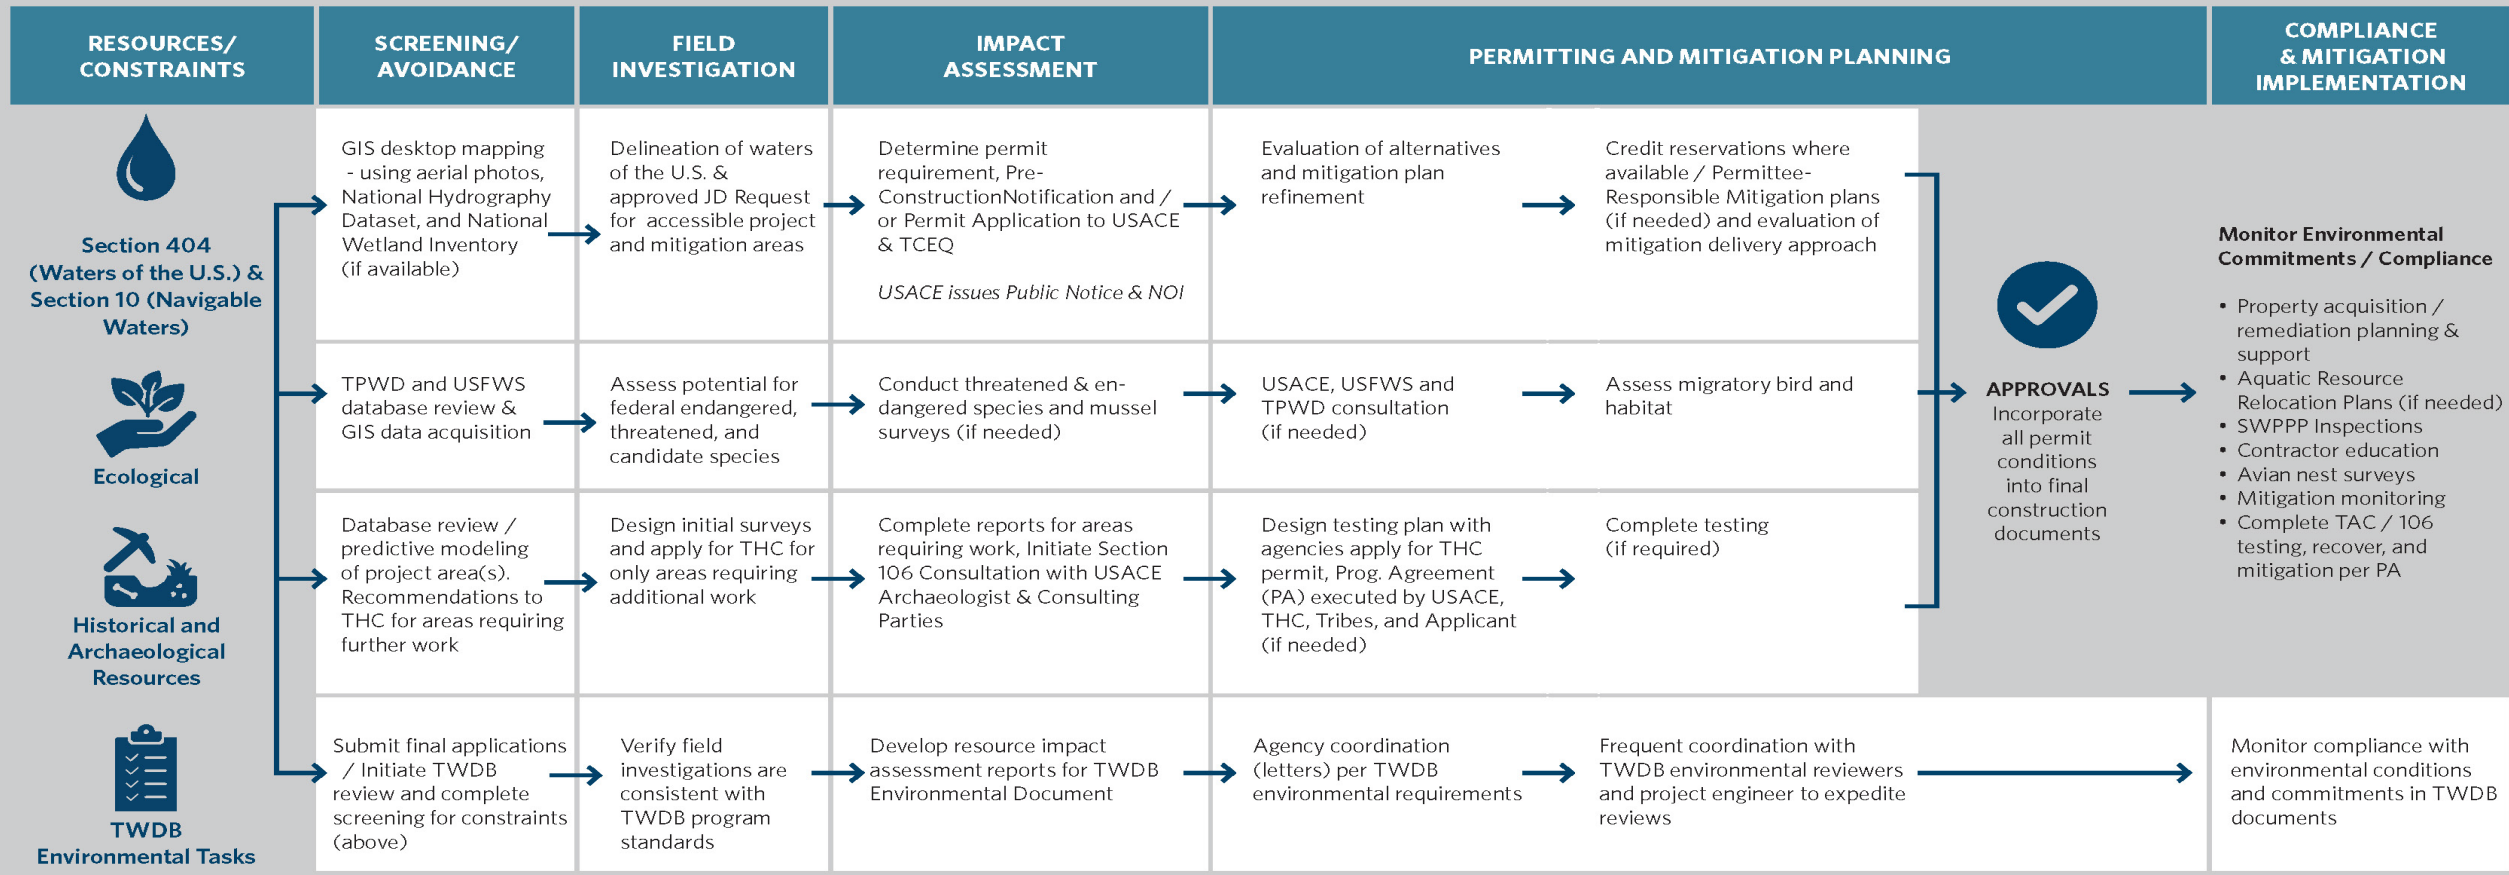 RESOURCES/
CONSTRAINTS
SCREENING/
AVOIDANCE
FIELD
INVESTIGATION
IMPACT
ASSESSMENT
PERMITTING AND MITIGATION PLANNING
COMPLIANCE
& MITIGATION
IMPLEMENTATION
Section 404
(Waters of the U.S.) &
Section 10 (Navigable
Waters)
GIS desktop mapping
- using aerial photos,
National Hydrography
Dataset, and National
Wetland Inventory
(if available)
Delineation of waters
of the U.S. &
approved JD Request
for accessible project
and mitigation areas
Determine permit
requirement, Pre-
ConstructionNotification and /
or Permit Application to USACE
& TCEQ
USACE issues Public Notice & NOI
Evaluation of alternatives
and mitigation plan
refinement
Credit reservations where
available / Permittee-
Responsible Mitigation plans
(if needed) and evaluation of
mitigation delivery approach
Ecological
TPWD and USFWS
database review &
GIS data acquisition
Assess potential for
federal endangered,
threatened, and
candidate species
Conduct threatened & en-
dangered species and mussel
surveys (if needed)
USACE, USFWS and
TPWD consultation
(if needed)
Assess migratory bird and
habitat
Historical and
Archaeological
Resources
Database review /
predictive modeling
of project area(s).
Recommendations to
THC for areas requiring
further work
Design initial surveys
and apply for THC for
only areas requiring
additional work
Complete reports for areas
requiring work, Initiate Section
106 Consultation with USACE
Archaeologist & Consulting
Parties
Design testing plan with
agencies apply for THC
permit, Prog. Agreement
(PA) executed by USACE,
THC, Tribes, and Applicant
(if needed)
Complete testing
(if required)
APPROVALS
Incorporate
all permit
conditions
into final
construction
documents
Monitor Environmental
Commitments / Compliance
• Property acquisition /
remediation planning &
support
• Aquatic Resource
Relocation Plans (if needed)
• SWPPP Inspections
• Contractor education
• Avian nest surveys
• Mitigation monitoring
• Complete TAC / 106
testing, recover, and
mitigation per PA
TWDB
Environmental Tasks
Submit final applications
/ Initiate TWDB
review and complete
screening for constraints
(above)
Verify field
investigations are
consistent with
TWDB program
standards
Develop resource impact
assessment reports for TWDB
Environmental Document
Agency coordination
(letters) per TWDB
environmental requirements
Frequent coordination with
TWDB environmental reviewers
and project engineer to expedite
reviews
Monitor compliance with
environmental conditions
and commitments in TWDB
documents